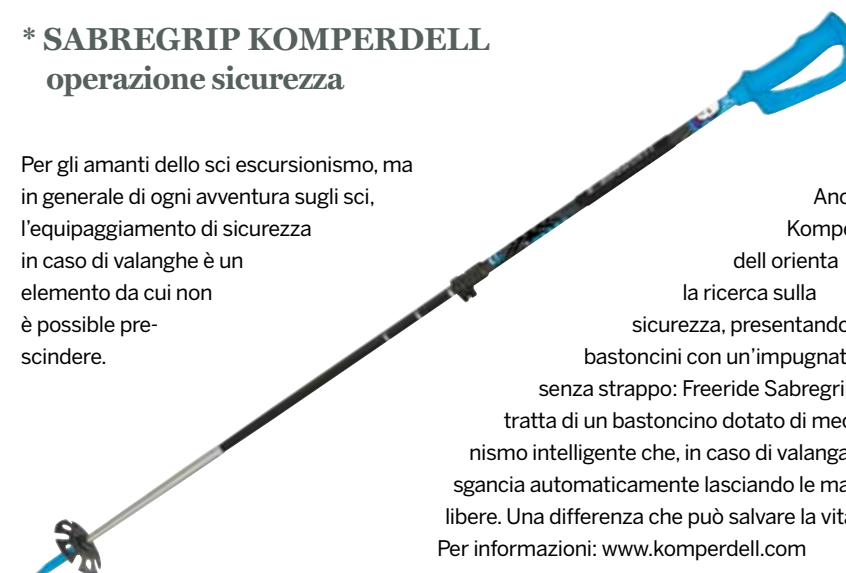 * SABREGRIP KOMPERDELL
operazione sicurezza
Per gli amanti dello sci escursionismo, ma
in generale di ogni avventura sugli sci,
l'equipaggiamento di sicurezza
in caso di valanghe è un
elemento da cui non
è possible pre-
scindere.
dell orienta
la ricerca sulla
sicurezza, presentando
bastoncini con un'impugnat
senza strappo: Freeride Sabregri
tratta di un bastoncino dotato di
nismo intelligente che, in caso di valanga
sgancia automaticamente lasciando le
libere. Una differenza che può salvare la vita
Per informazioni: www.komperdell.com